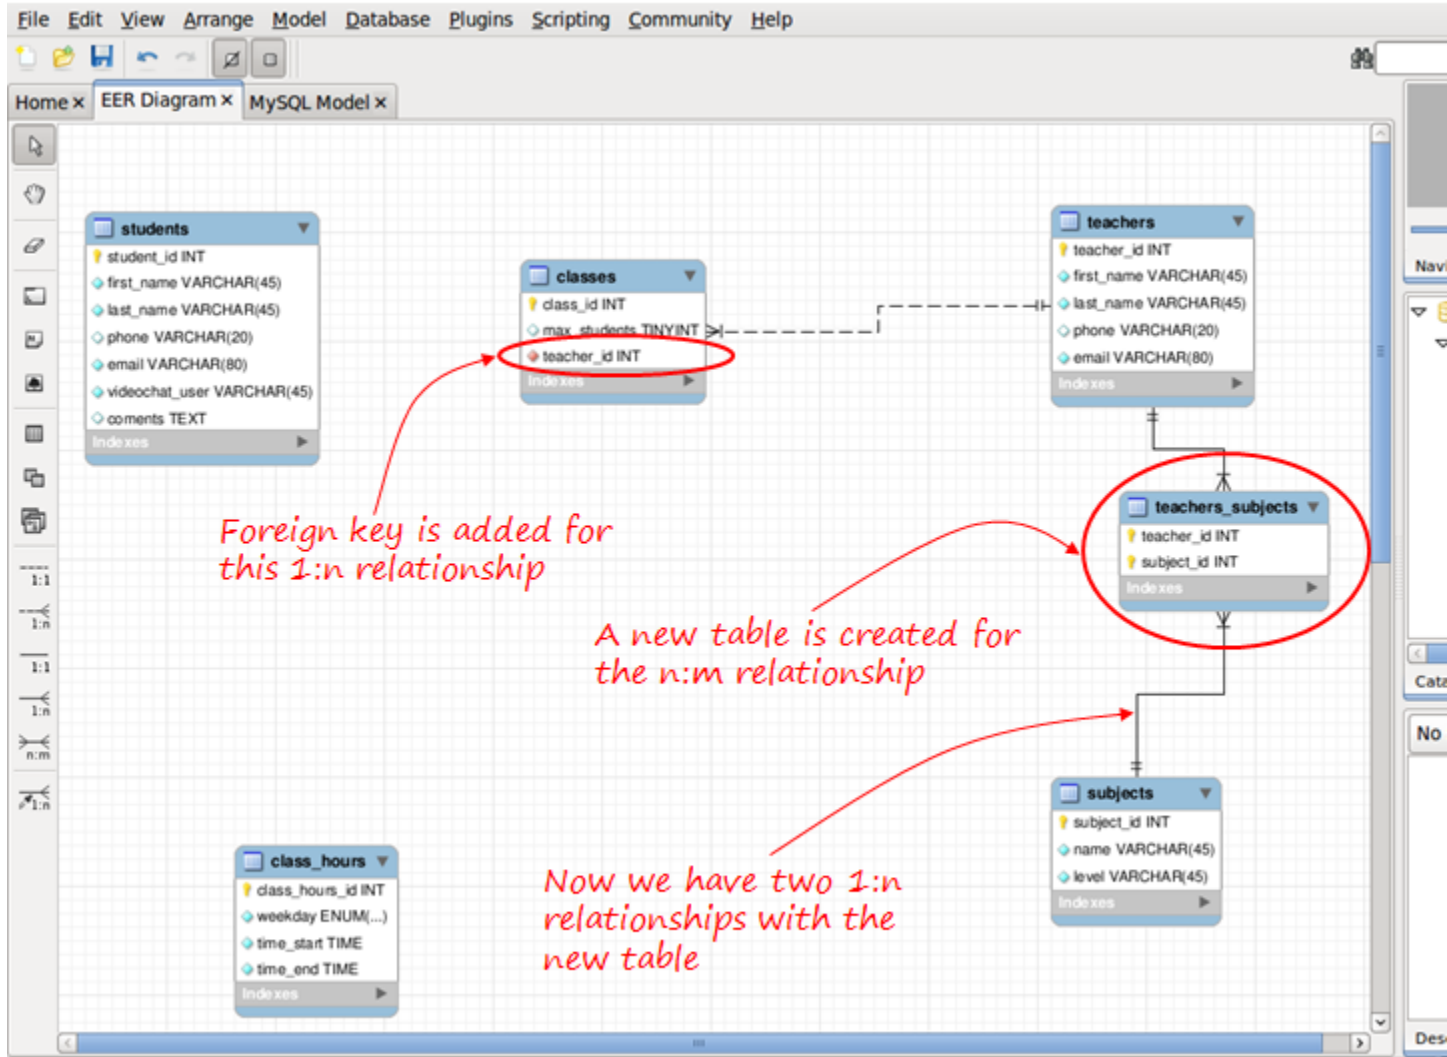 File Edit View Arrange Model Database Plugins Scripting Community Help
Home EER Diagram MySQL Model
students
student_id INT
first_name VARCHAR(45)
last_name VARCHAR(45)
phone VARCHAR(20)
email VARCHAR(80)
videochat_user VARCHAR(45)
coments TEXT
Indexes
classes
class_id INT
max_students TINYINT
teacher_id INT
Indexes
teachers
teacher_id INT
first_name VARCHAR(45)
last_name VARCHAR(45)
phone VARCHAR(20)
email VARCHAR(80)
Indexes
Foreign key is added for
this 1:n relationship
teachers_subjects
teacher_id INT
subject_id INT
Indexes
A new table is created for
the n:m relationship
subjects
subject_id INT
name VARCHAR(45)
level VARCHAR(45)
Indexes
Now we have two 1:n
relationships with the
new table
class_hours
class_hours_id INT
weekday ENUM(...)
time_start TIME
time_end TIME
Indexes
1:1
1:n
1:1
1:n
n:m
1:n
Navi
Cata
No
Des